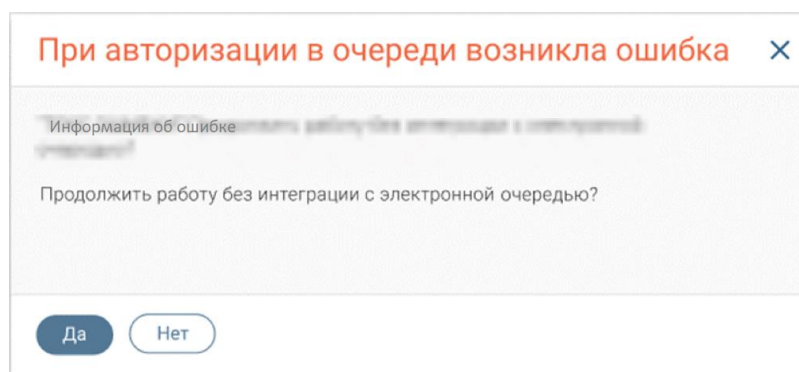 При авторизации в очереди возникла ошибка
Информация об ошибке
Продолжить работу без интеграции с электронной очередью?
Да
Нет